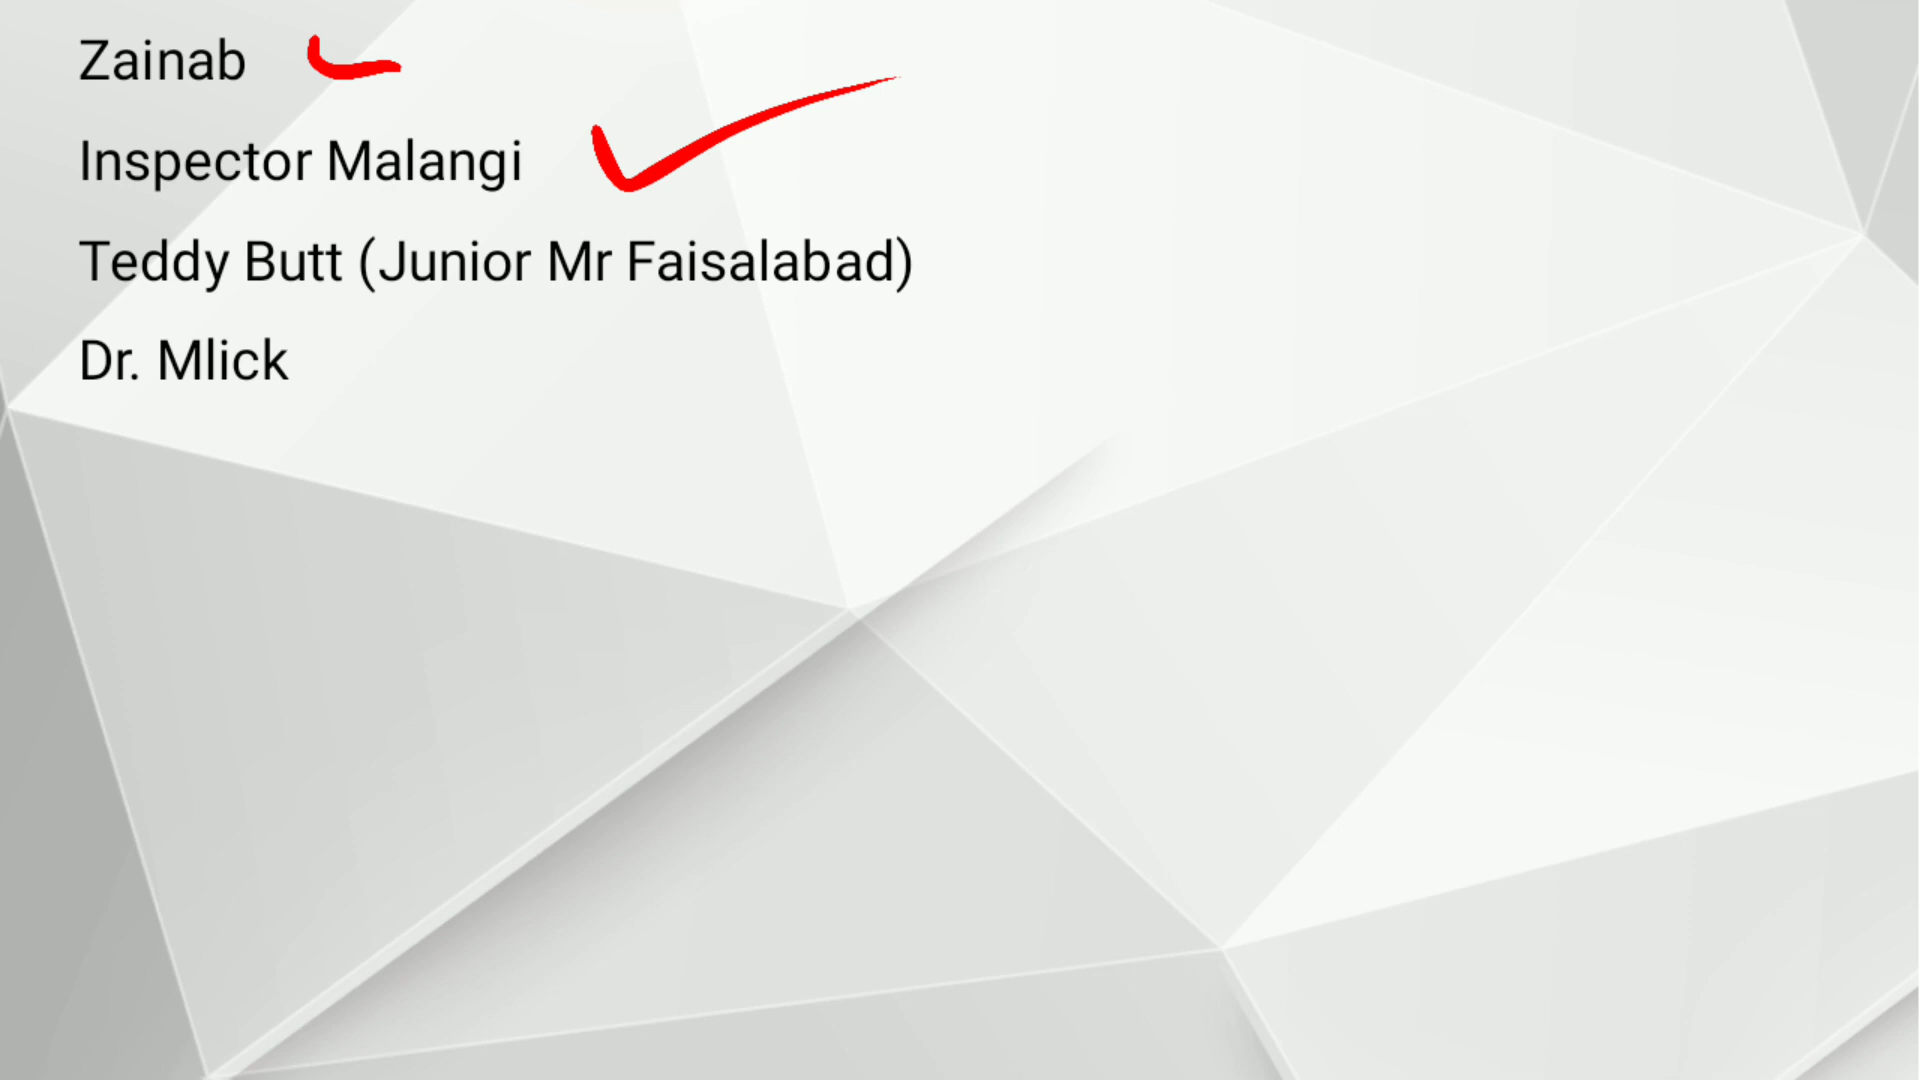 Zainab
Inspector Malangi
Teddy Butt (Junior Mr Faisalabad)
Dr. Mlick